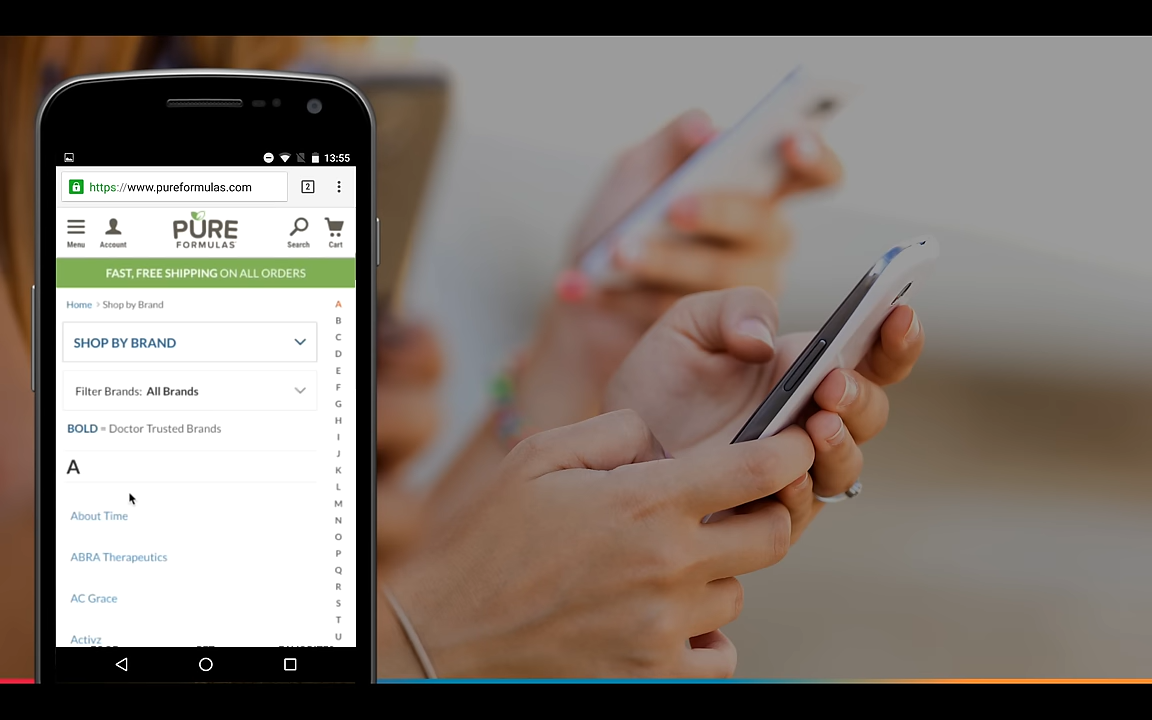 13:55
https://www.pureformulas.com
2
PURE
FORMULAS
Menu
Account
Search
Cart
FAST, FREE SHIPPING ON ALL ORDERS
Home > Shop by Brand
SHOP BY BRAND
Filter Brands: All Brands
BOLD = Doctor Trusted Brands
A
About Time
ABRA Therapeutics
AC Grace
Activz
A
B
C
D
E
F
G
H
I
J
K
L
M
N
O
P
Q
R
S
T
U